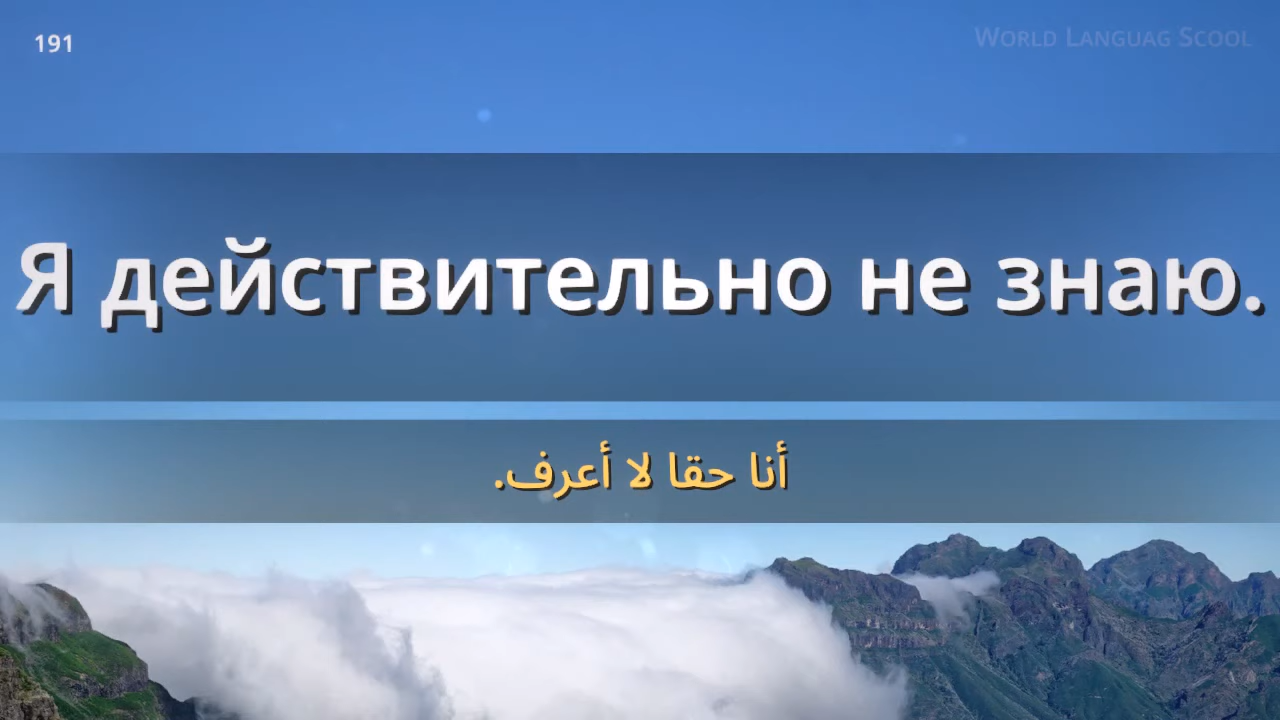 191
World Languag Scool
Я действительно не знаю.
أنا حقا لا أعرف.